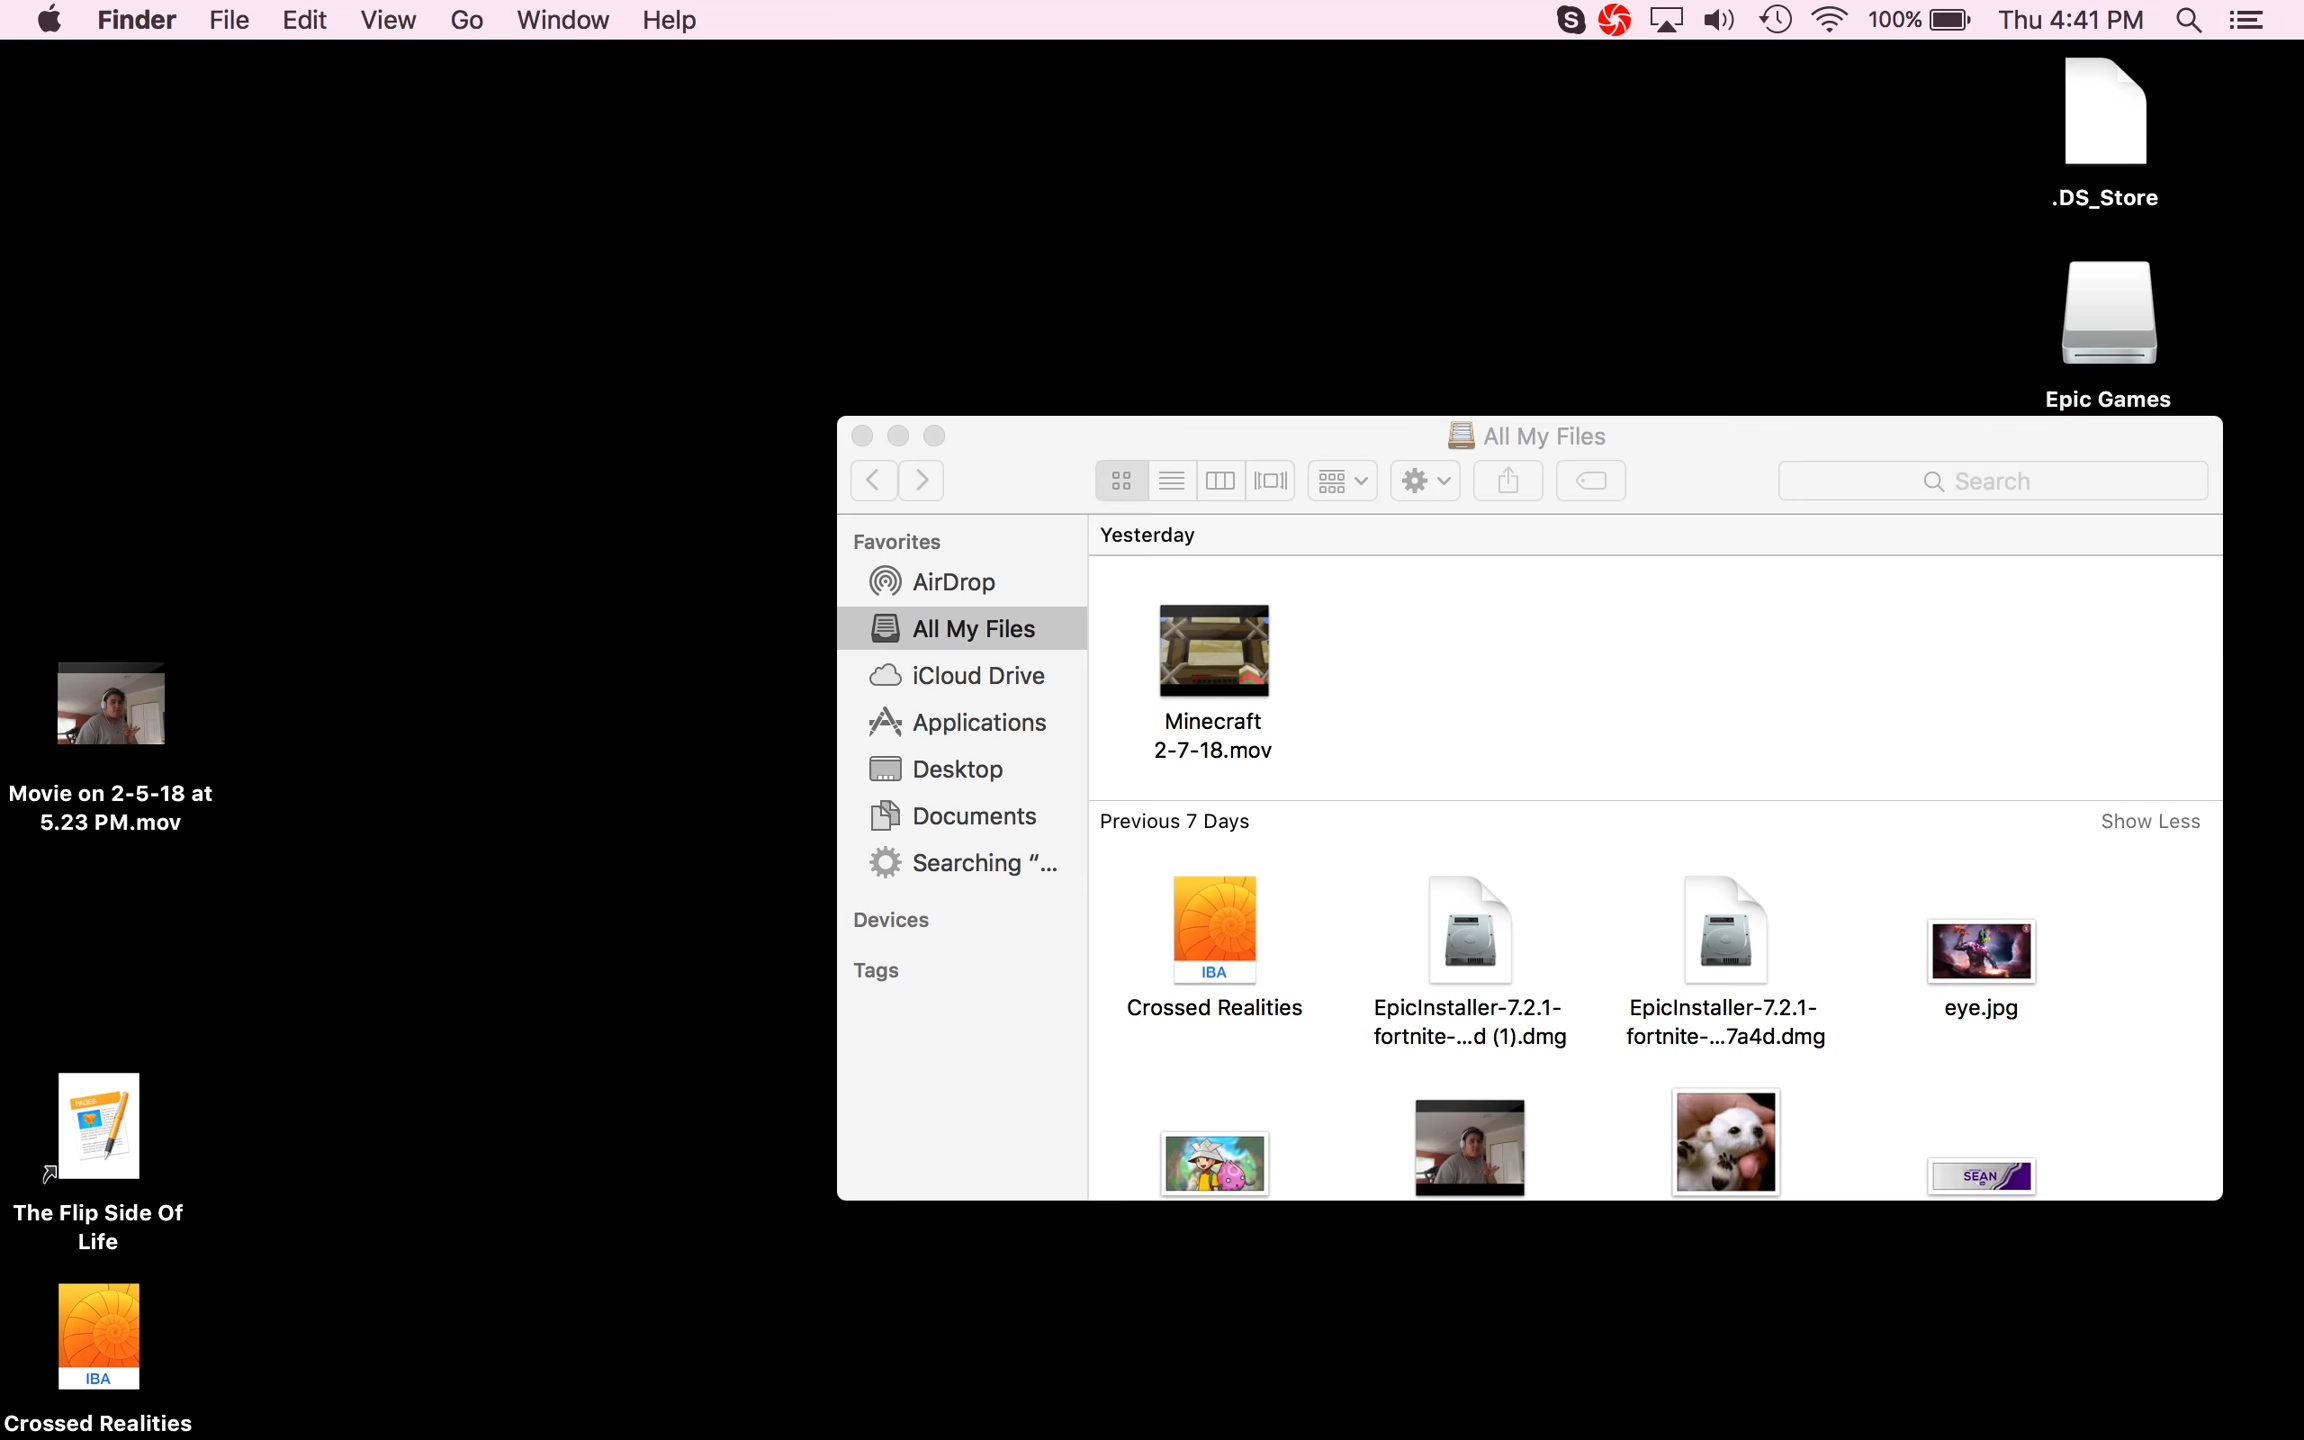 Finder File Edit View Go Window Help 100% Thu 4:41 PM
.DS_Store
Epic Games
All My Files
Search
Favorites
AirDrop
All My Files
iCloud Drive
Applications
Desktop
Documents
Searching “...
Devices
Tags
Yesterday
Minecraft
2-7-18.mov
Previous 7 Days
Show Less
IBA
Crossed Realities
EpicInstaller-7.2.1-
fortnite-...d (1).dmg
EpicInstaller-7.2.1-
fortnite-...7a4d.dmg
eye.jpg
SEAN
Movie on 2-5-18 at
5.23 PM.mov
PAGES
The Flip Side Of
Life
IBA
Crossed Realities